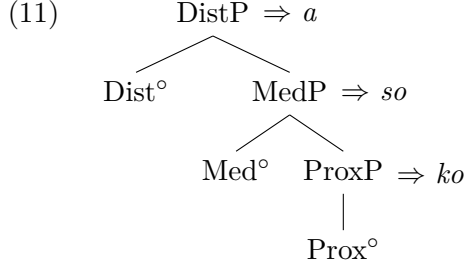 (11) DistP ⇒ a
Dist° MedP ⇒ so
Med° ProxP ⇒ ko
Prox°